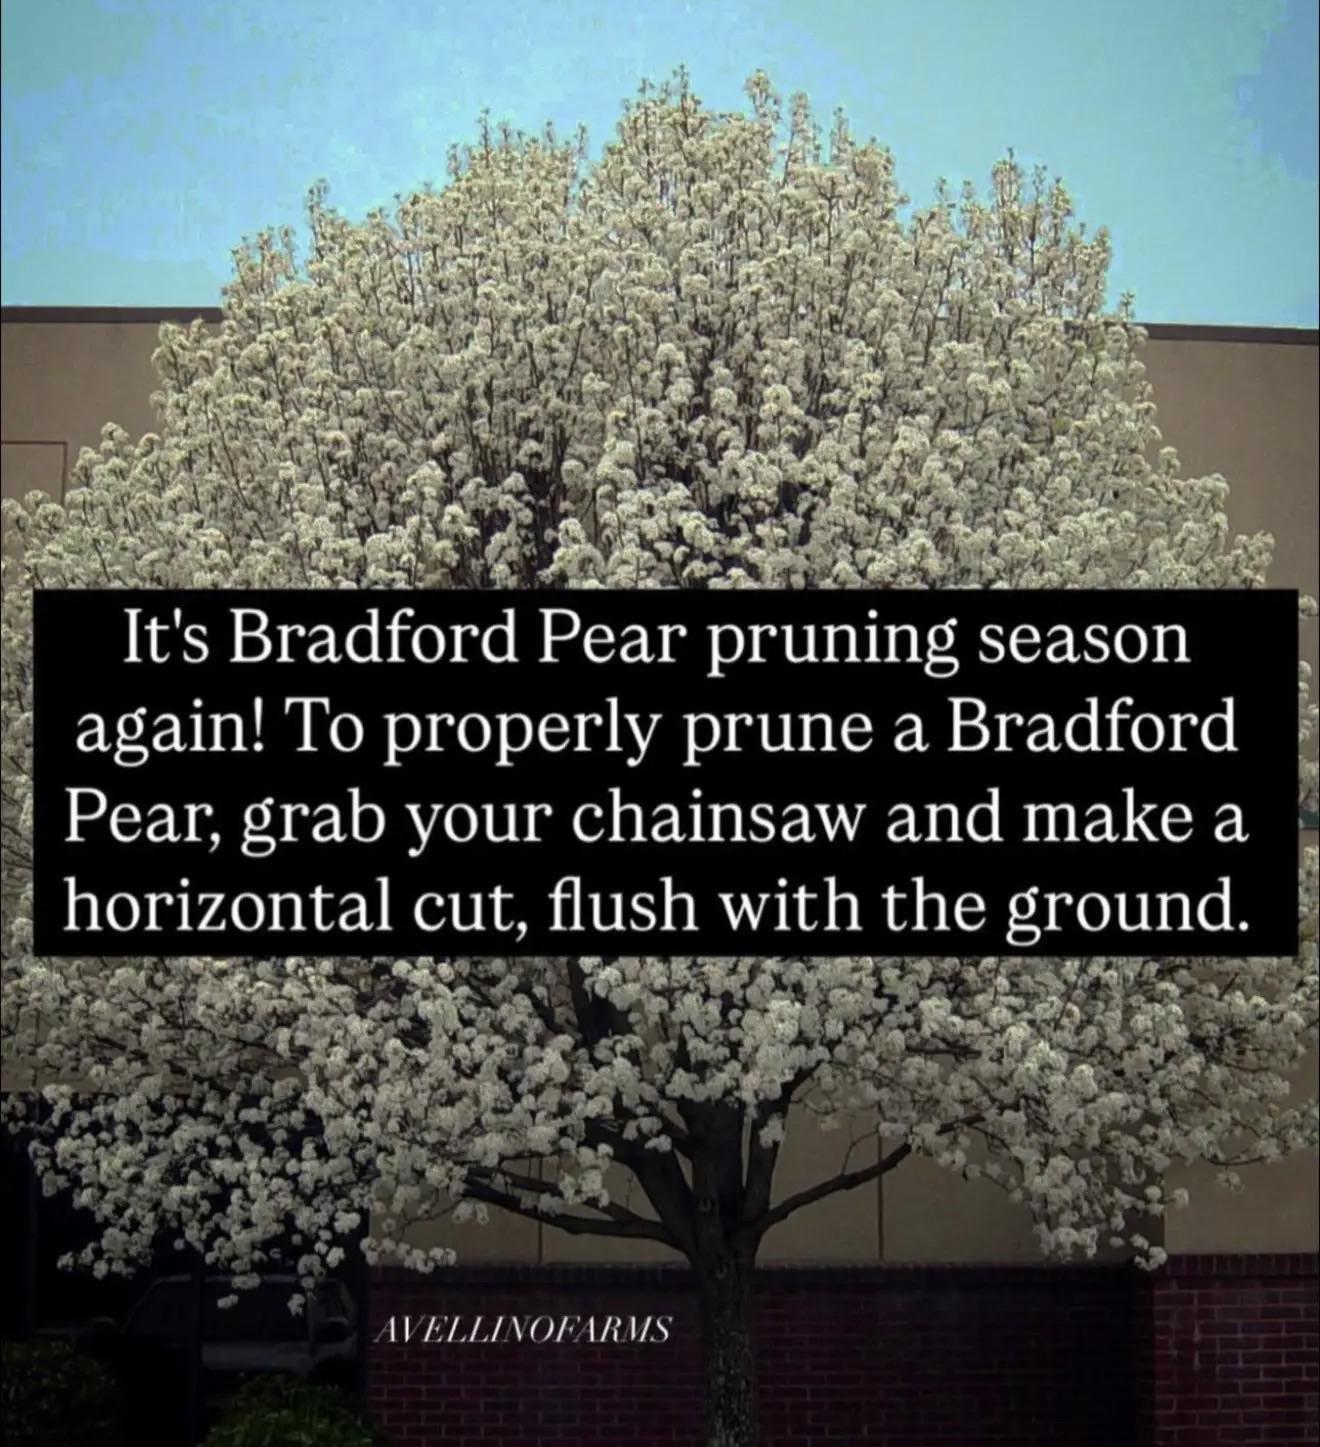 It's Bradford Pear pruning season
again! To properly prune a Bradford
Pear, grab your chainsaw and make a
horizontal cut, flush with the ground.
AVELLINOFARMS